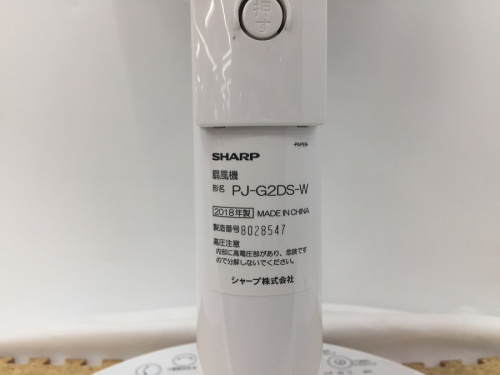 押
す
-PAPER-
SHARP
扇風機
形名 PJ-G2DS-W
2018年製 MADE IN CHINA
製造番号 8028547
高圧注意
内部に高電圧部があり、危険です
ので分解しないでください。
シャープ株式会社